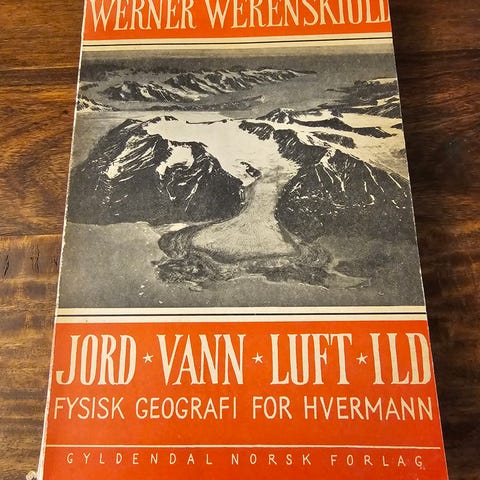 WERNER WERENSKIOLD
JORD * VANN * LUFT * ILD
FYSISK GEOGRAFI FOR HVERMANN
GYLDENDAL NORSK FORLAG